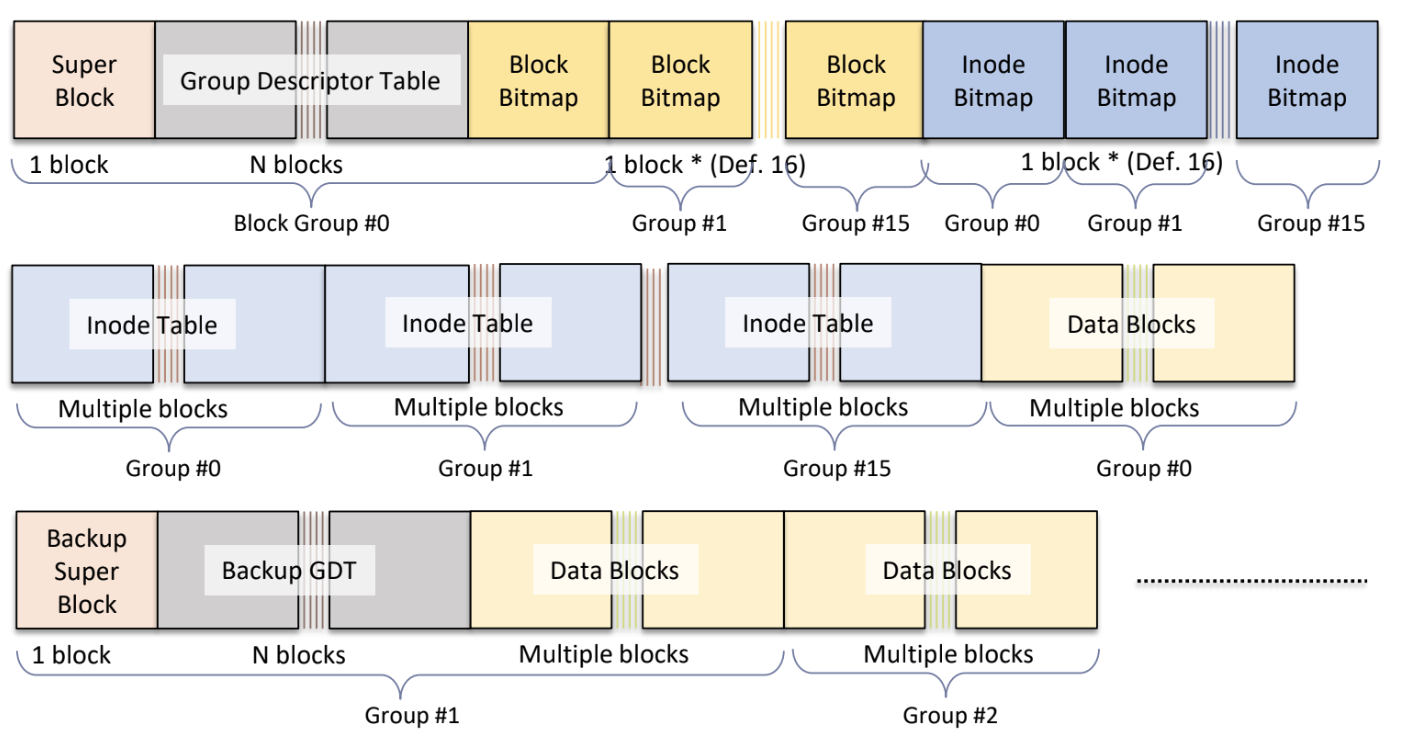 Super
Block
Group Descriptor Table
Block
Bitmap
Block
Bitmap
Block
Bitmap
Inode
Bitmap
Inode
Bitmap
Inode
Bitmap
1 block
N blocks
1 block * (Def. 16)
1 block * (Def. 16)
Block Group #0
Group #1
Group #15
Group #0
Group #1
Group #15
Inode Table
Inode Table
Inode Table
Data Blocks
Multiple blocks
Multiple blocks
Multiple blocks
Multiple blocks
Group #0
Group #1
Group #15
Group #0
Backup
Super
Block
Backup GDT
Data Blocks
Data Blocks
1 block
N blocks
Multiple blocks
Multiple blocks
Group #1
Group #2